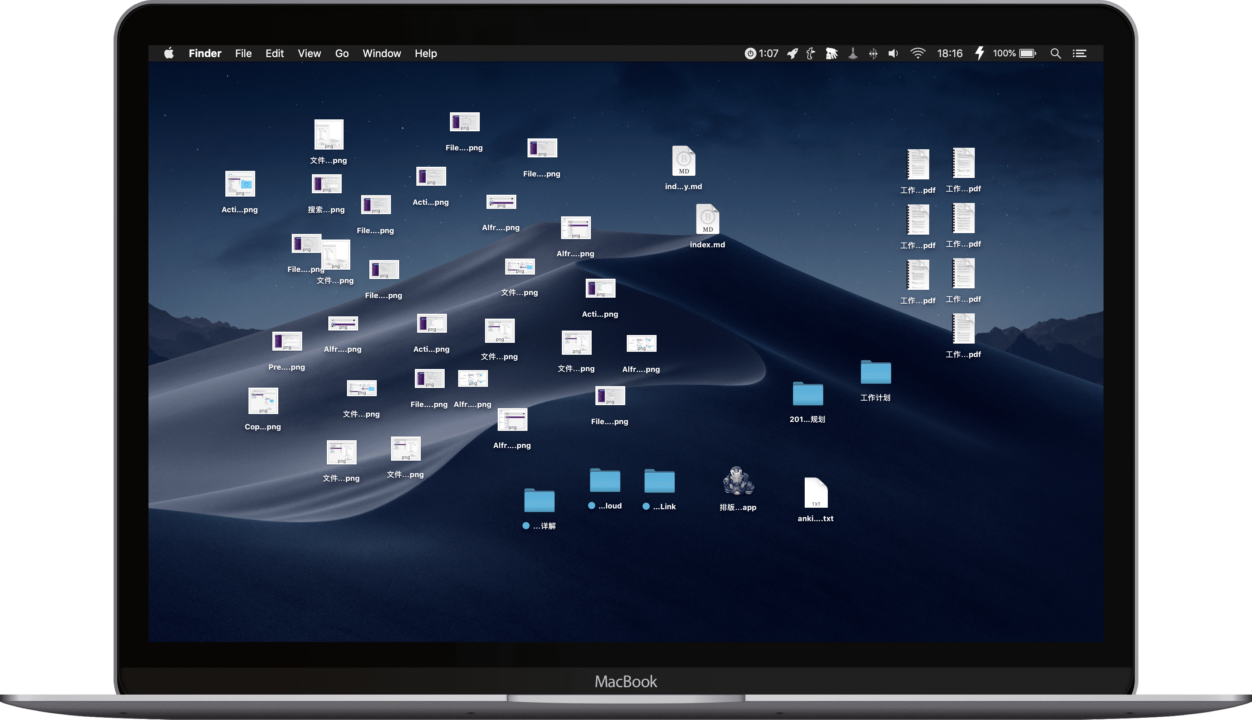 Finder File Edit View Go Window Help 1:07 18:16 100%
File....png
File....png
文件...png
ind...y.md
工作...pdf
工作...pdf
Acti...png
搜索...png
Acti...png
File....png
Alfr....png
index.md
工作...pdf
工作...pdf
Alfr....png
File....png
文件...png
File....png
文件...png
Acti...png
工作...pdf
工作...pdf
Pre....png
Alfr....png
Acti...png
文件...png
文件...png
Alfr....png
工作...pdf
Cop...png
文件...png
File....png
Alfr....png
File....png
201...规划
工作计划
Alfr....png
文件...png
文件...png
...详解
...loud
...Link
排版...app
TXT
anki....txt
MD
MD
MacBook